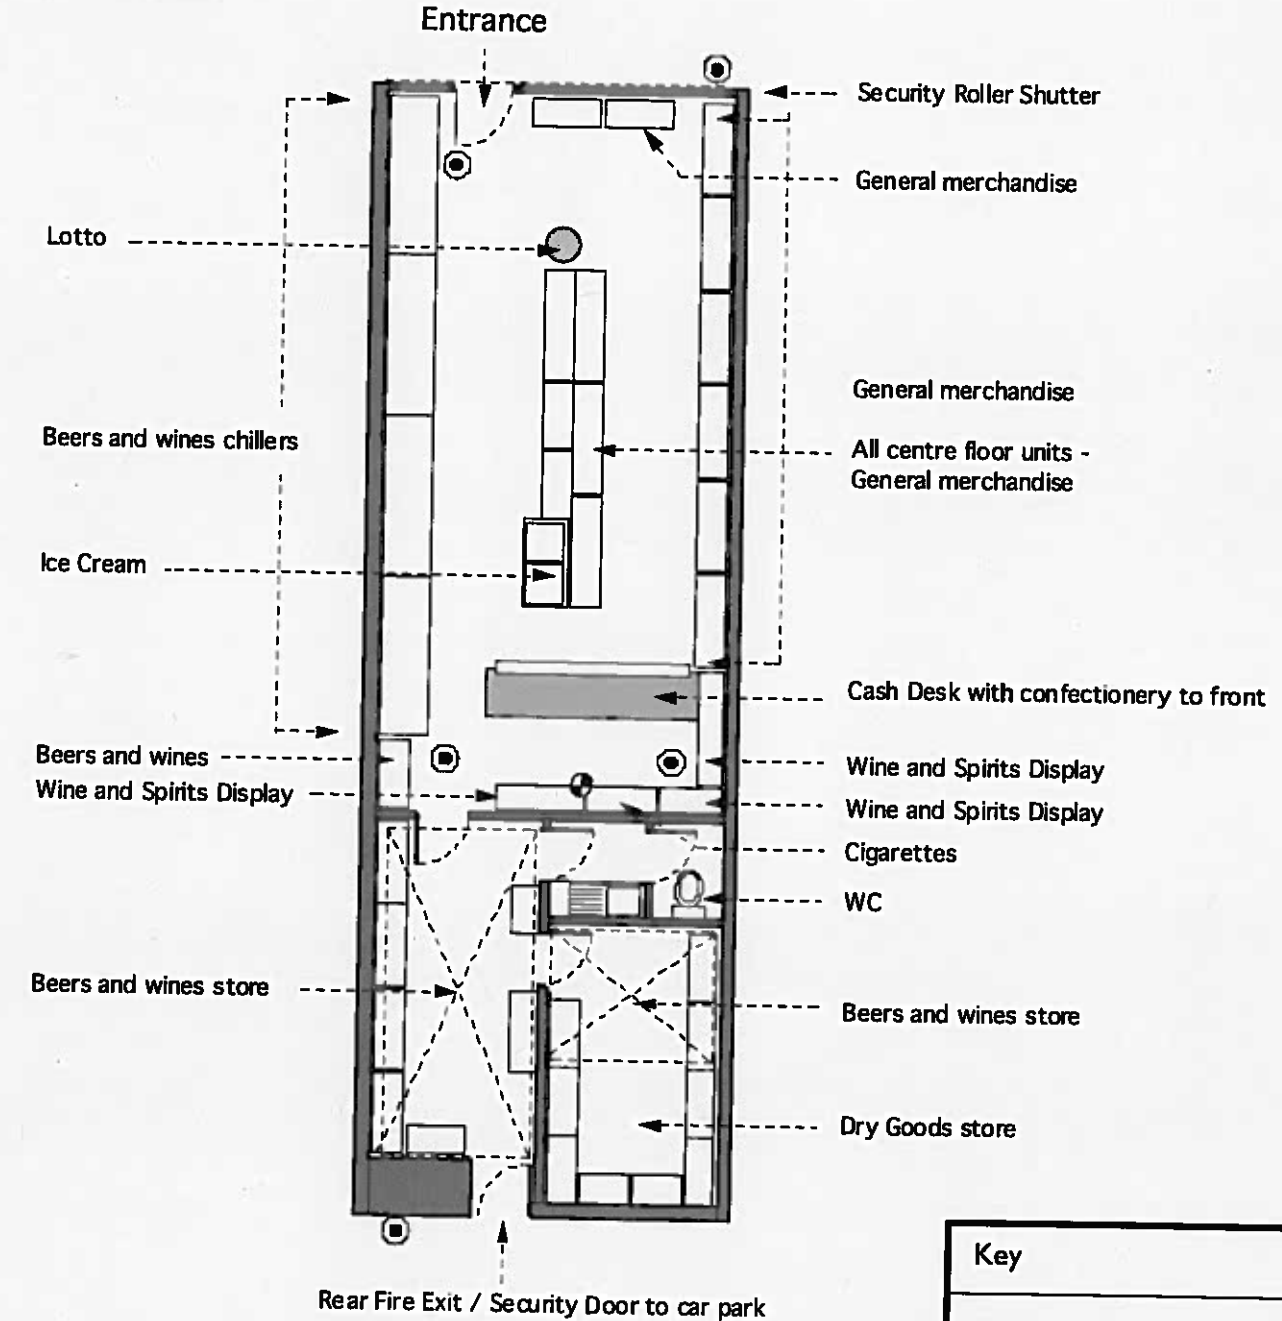 Entrance
Security Roller Shutter
General merchandise
Lotto
General merchandise
Beers and wines chillers
All centre floor units -
General merchandise
Ice Cream
Cash Desk with confectionery to front
Beers and wines
Wine and Spirits Display
Wine and Spirits Display
Wine and Spirits Display
Cigarettes
WC
Beers and wines store
Beers and wines store
Dry Goods store
Key
Rear Fire Exit / Security Door to car park